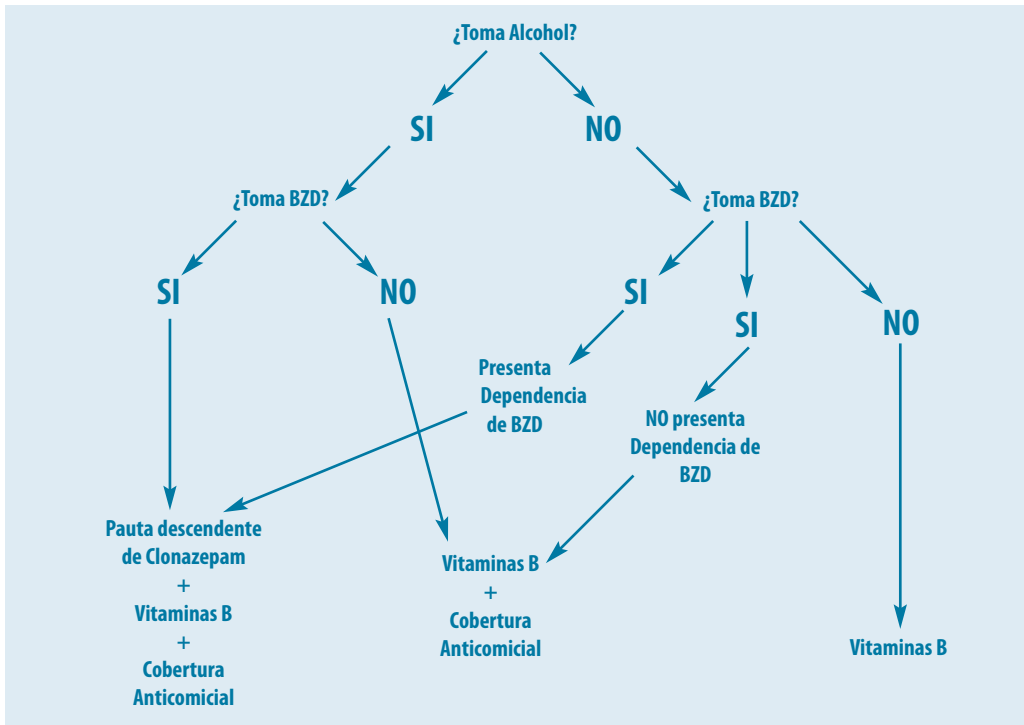 ¿Toma Alcohol?
SI
NO
¿Toma BZD?
¿Toma BZD?
SI
NO
SI
SI
NO
Presenta
Dependencia
de BZD
NO presenta
Dependencia de
BZD
Pauta descendente
de Clonazepam
+
Vitaminas B
+
Cobertura
Anticomicial
Vitaminas B
+
Cobertura
Anticomicial
Vitaminas B